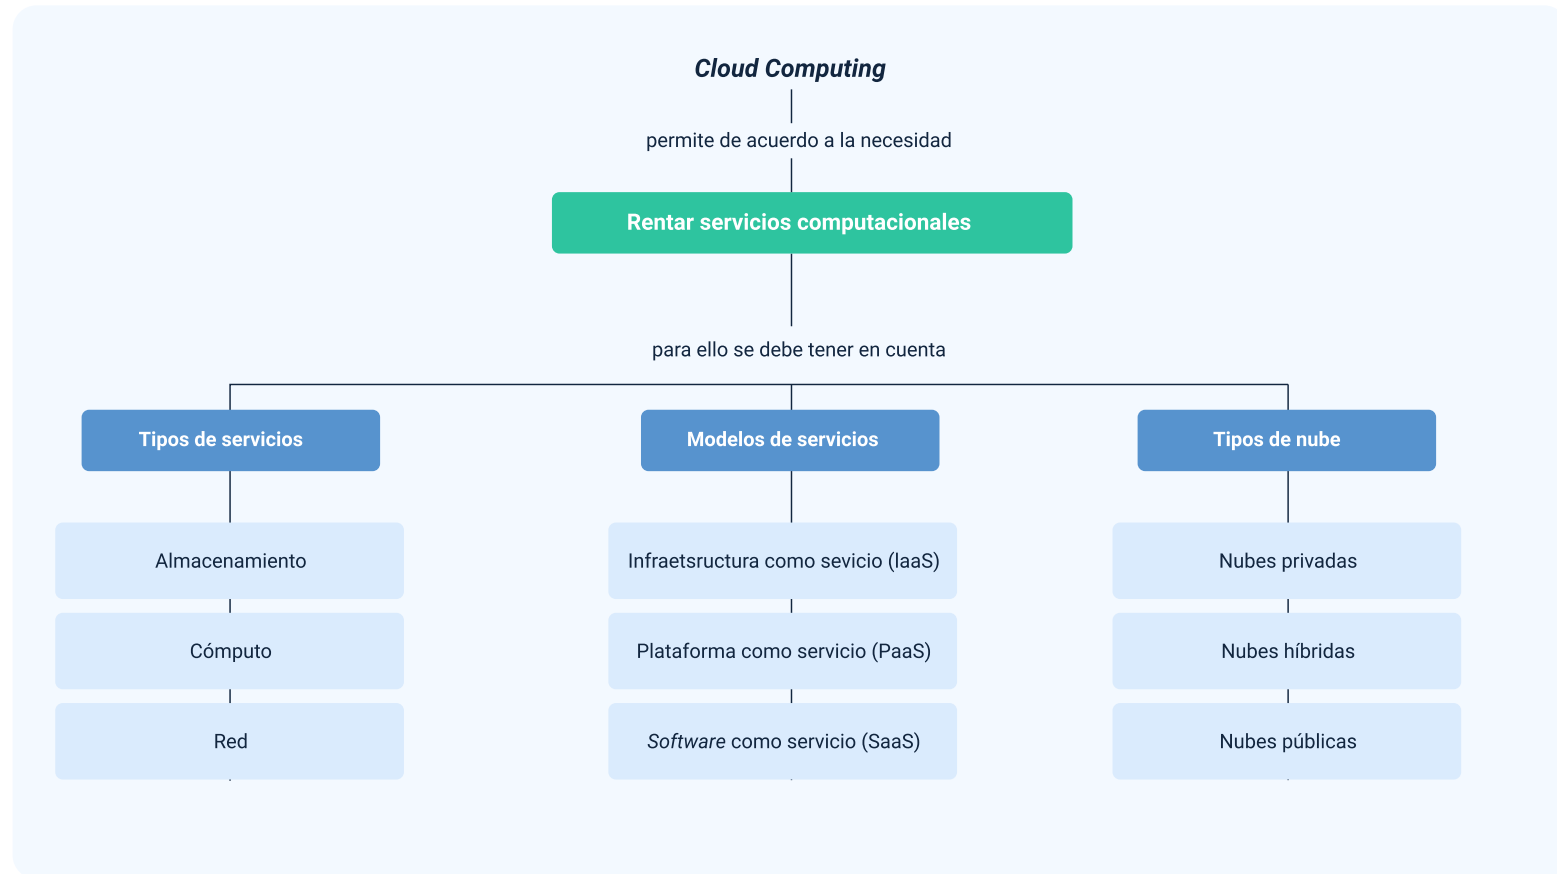 Cloud Computing
permite de acuerdo a la necesidad
Rentar servicios computacionales
para ello se debe tener en cuenta
Tipos de servicios
Almacenamiento
Cómputo
Red
Modelos de servicios
Infraetsructura como sevicio (IaaS)
Plataforma como servicio (PaaS)
Software como servicio (SaaS)
Tipos de nube
Nubes privadas
Nubes híbridas
Nubes públicas